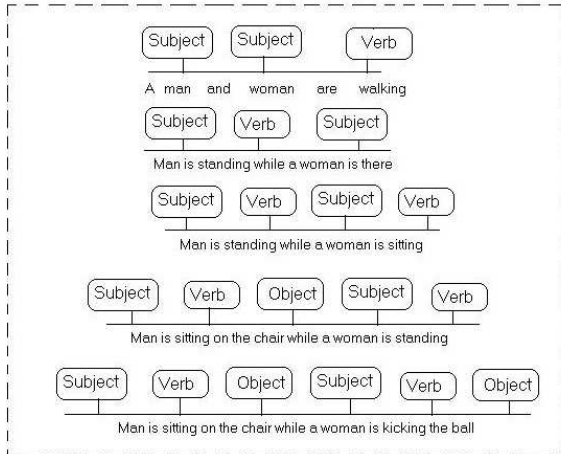 Subject Subject Verb
A man and woman are walking
Subject Verb Subject
Man is standing while a woman is there
Subject Verb Subject Verb
Man is standing while a woman is sitting
Subject Verb Object Subject Verb
Man is sitting on the chair while a woman is standing
Subject Verb Object Subject Verb Object
Man is sitting on the chair while a woman is kicking the ball